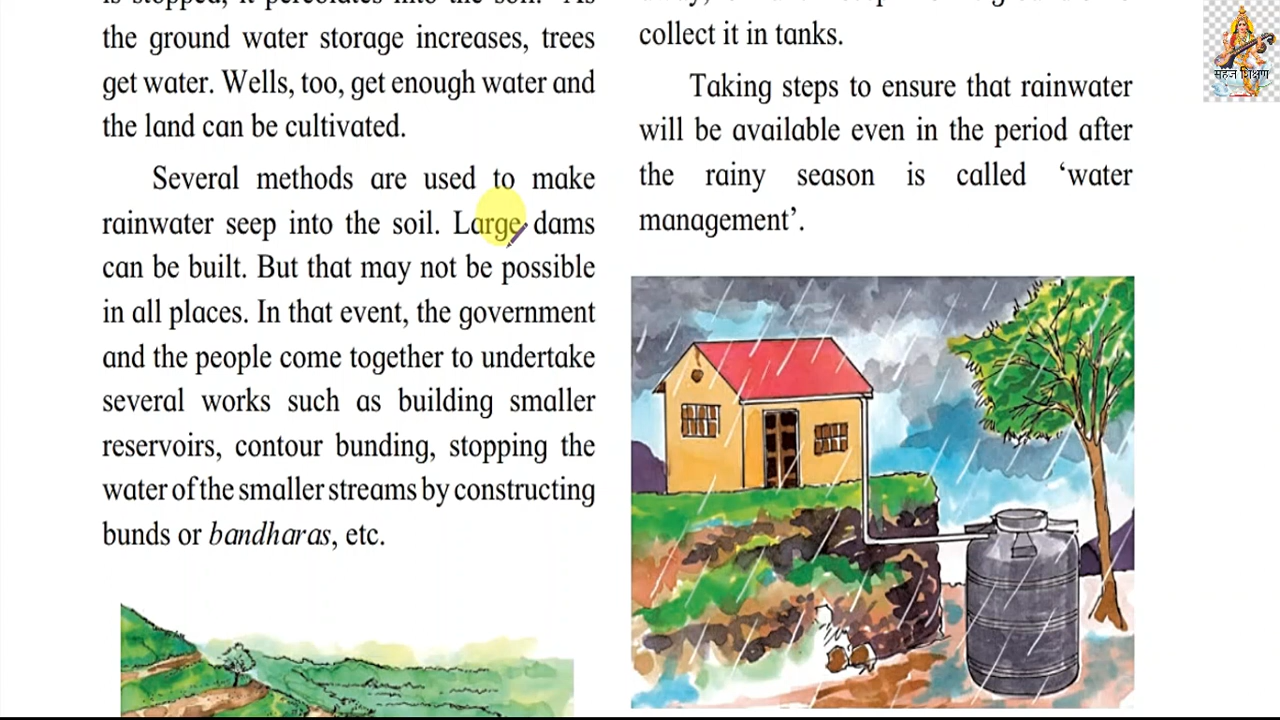 the ground water storage increases, trees
get water. Wells, too, get enough water and
the land can be cultivated.
Several methods are used to make
rainwater seep into the soil. Large dams
can be built. But that may not be possible
in all places. In that event, the government
and the people come together to undertake
several works such as building smaller
reservoirs, contour bunding, stopping the
water of the smaller streams by constructing
bunds or bandharas, etc.
collect it in tanks.
Taking steps to ensure that rainwater
will be available even in the period after
the rainy season is called ‘water
management’.
सहज शिक्षण